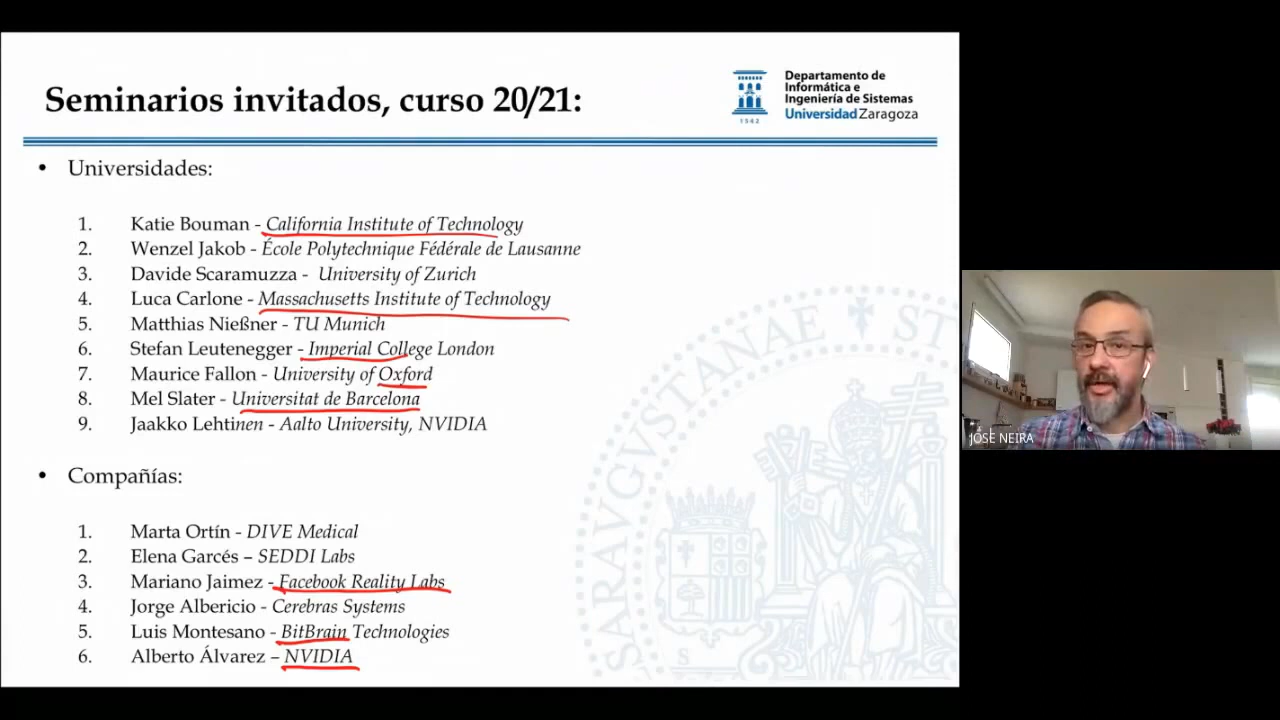 Seminarios invitados, curso 20/21:
Departamento de
Informática e
Ingeniería de Sistemas
Universidad Zaragoza
1542
• Universidades:
1. Katie Bouman - California Institute of Technology
2. Wenzel Jakob - École Polytechnique Fédérale de Lausanne
3. Davide Scaramuzza - University of Zurich
4. Luca Carlone - Massachusetts Institute of Technology
5. Matthias Nießner - TU Munich
6. Stefan Leutenegger - Imperial College London
7. Maurice Fallon - University of Oxford
8. Mel Slater - Universitat de Barcelona
9. Jaakko Lehtinen - Aalto University, NVIDIA
• Compañías:
1. Marta Ortín - DIVE Medical
2. Elena Garcés – SEDDI Labs
3. Mariano Jaimez - Facebook Reality Labs
4. Jorge Albericio - Cerebras Systems
5. Luis Montesano - BitBrain Technologies
6. Alberto Álvarez – NVIDIA
JOSE NEIRA